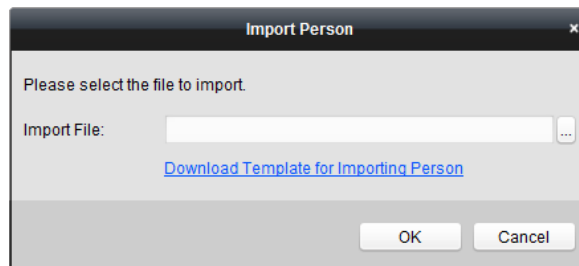 Import Person ×
Please select the file to import.
Import File: ...
Download Template for Importing Person
OK Cancel